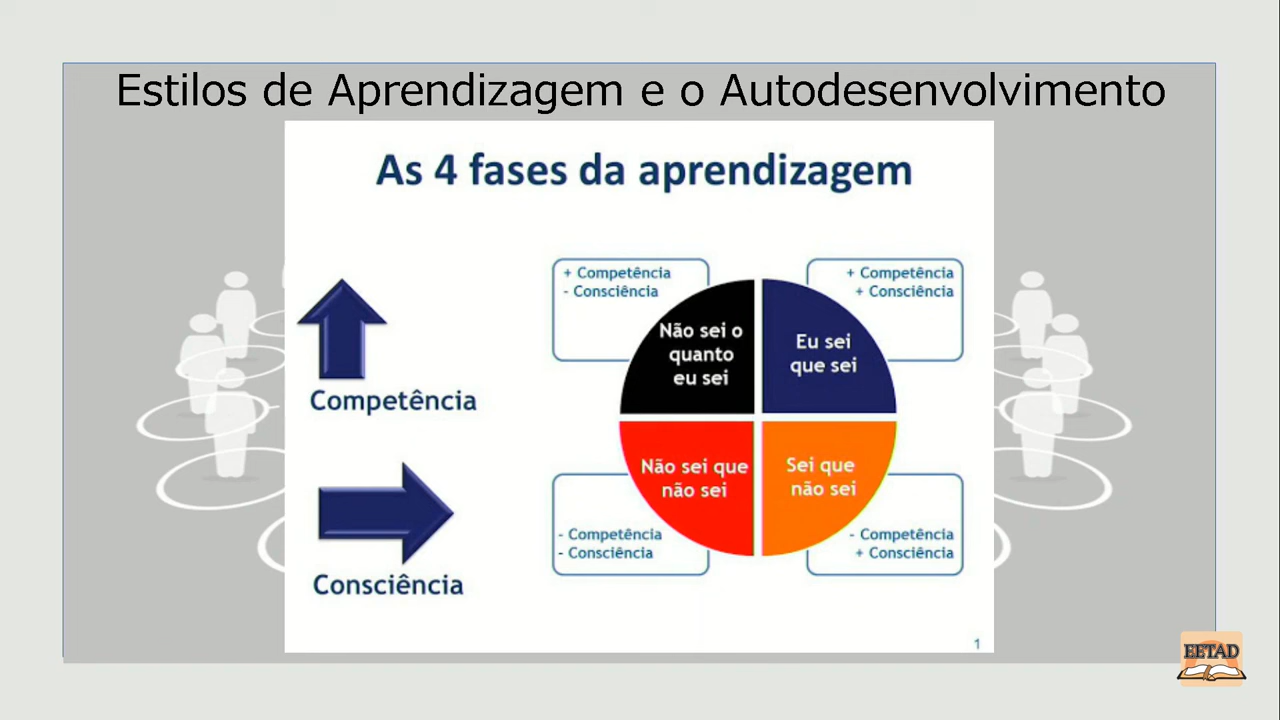 Estilos de Aprendizagem e o Autodesenvolvimento
As 4 fases da aprendizagem
Competência
Consciência
+ Competência
- Consciência
+ Competência
+ Consciência
Não sei o
quanto
eu sei
Eu sei
que sei
Não sei que
não sei
Sei que
não sei
- Competência
- Consciência
- Competência
+ Consciência
1
EETAD